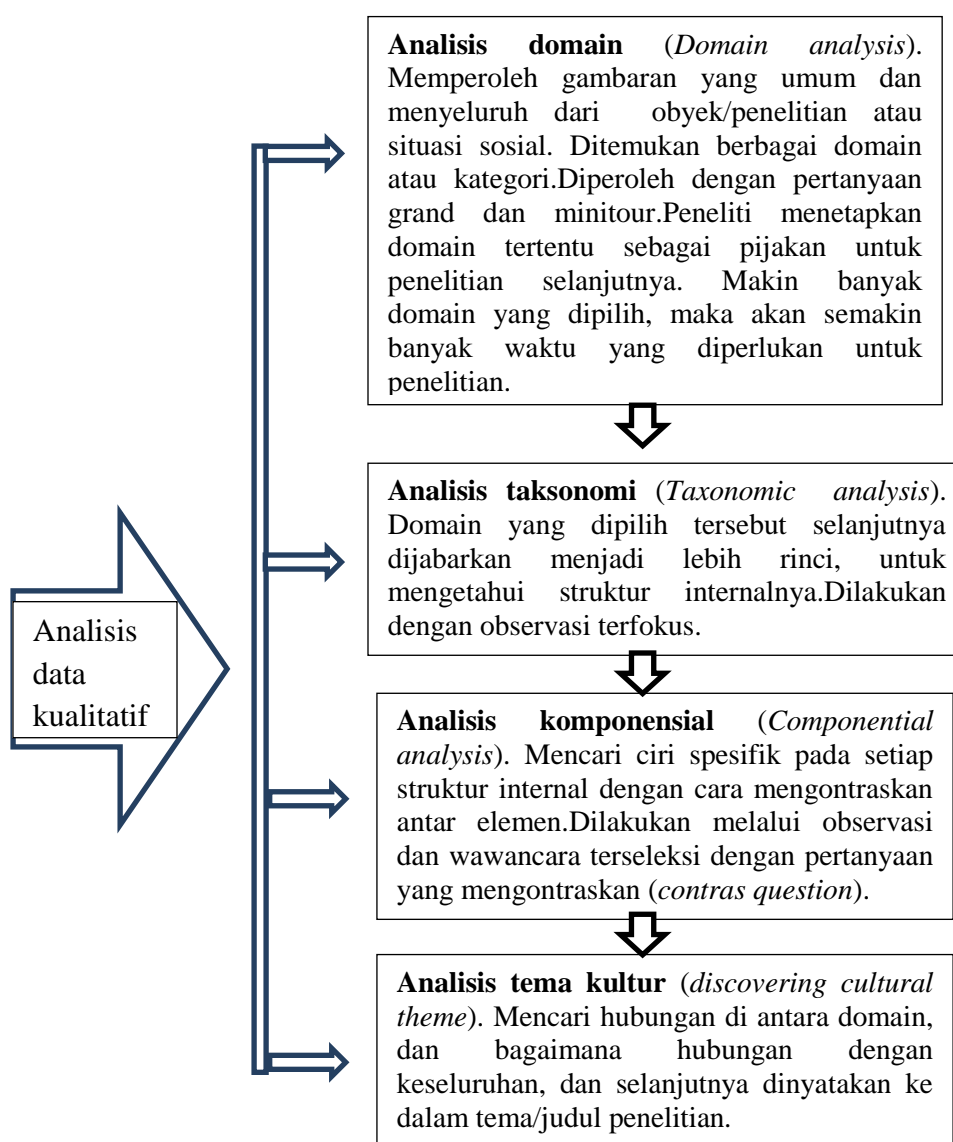 Analisis domain (Domain analysis).
Memperoleh gambaran yang umum dan
menyeluruh dari obyek/penelitian atau
situasi sosial. Ditemukan berbagai domain
atau kategori.Diperoleh dengan pertanyaan
grand dan minitour.Peneliti menetapkan
domain tertentu sebagai pijakan untuk
penelitian selanjutnya. Makin banyak
domain yang dipilih, maka akan semakin
banyak waktu yang diperlukan untuk
penelitian.
Analisis taksonomi (Taxonomic analysis).
Domain yang dipilih tersebut selanjutnya
dijabarkan menjadi lebih rinci, untuk
mengetahui struktur internalnya.Dilakukan
dengan observasi terfokus.
Analisis
data
kualitatif
Analisis komponensial (Componential
analysis). Mencari ciri spesifik pada setiap
struktur internal dengan cara mengontraskan
antar elemen.Dilakukan melalui observasi
dan wawancara terseleksi dengan pertanyaan
yang mengontraskan (contras question).
Analisis tema kultur (discovering cultural
theme). Mencari hubungan di antara domain,
dan bagaimana hubungan dengan
keseluruhan, dan selanjutnya dinyatakan ke
dalam tema/judul penelitian.